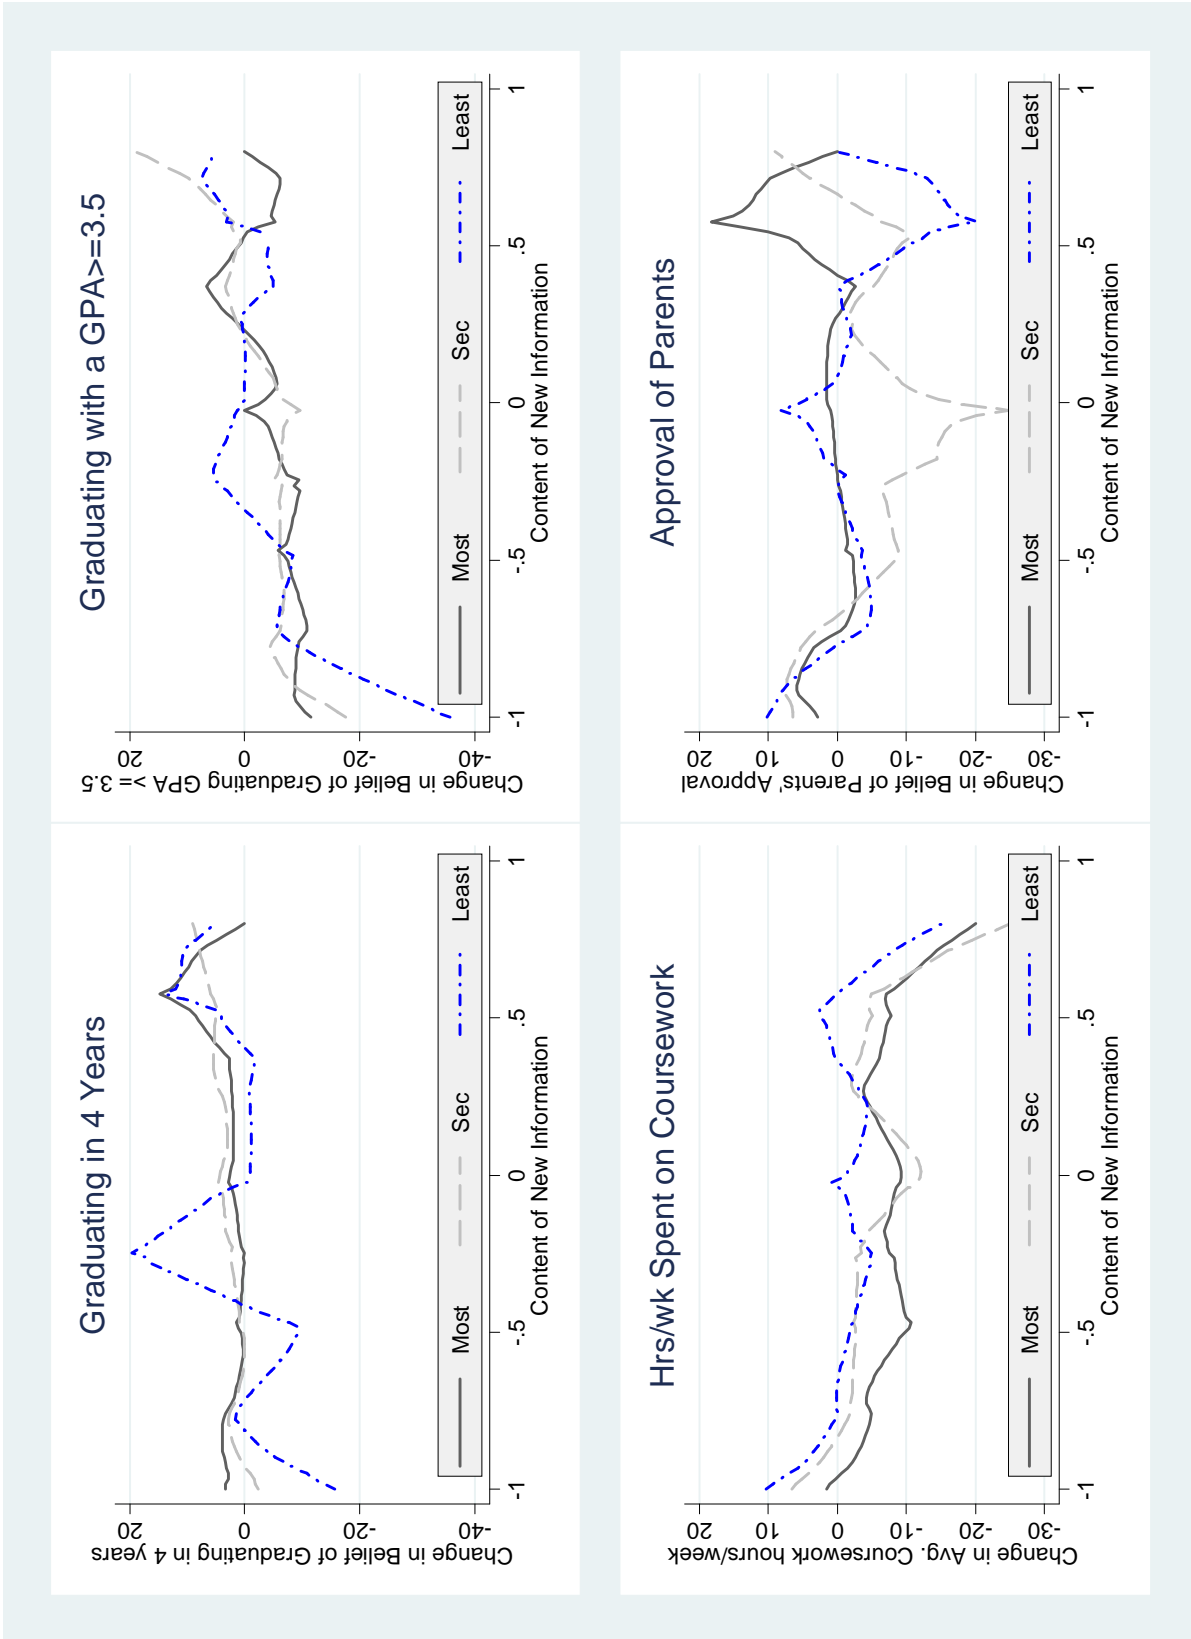 Graduating in 4 Years
Change in Belief of Graduating in 4 years
20
0
-20
-40
-1
-.5
0
.5
1
Content of New Information
Most Sec Least
Graduating with a GPA>=3.5
Change in Belief of Graduating GPA >= 3.5
20
0
-20
-40
-1
-.5
0
.5
1
Content of New Information
Most Sec Least
Hrs/wk Spent on Coursework
Change in Avg. Coursework hours/week
20
10
0
-10
-20
-30
-1
-.5
0
.5
1
Content of New Information
Most Sec Least
Approval of Parents
Change in Belief of Parents' Approval
20
10
0
-10
-20
-30
-1
-.5
0
.5
1
Content of New Information
Most Sec Least